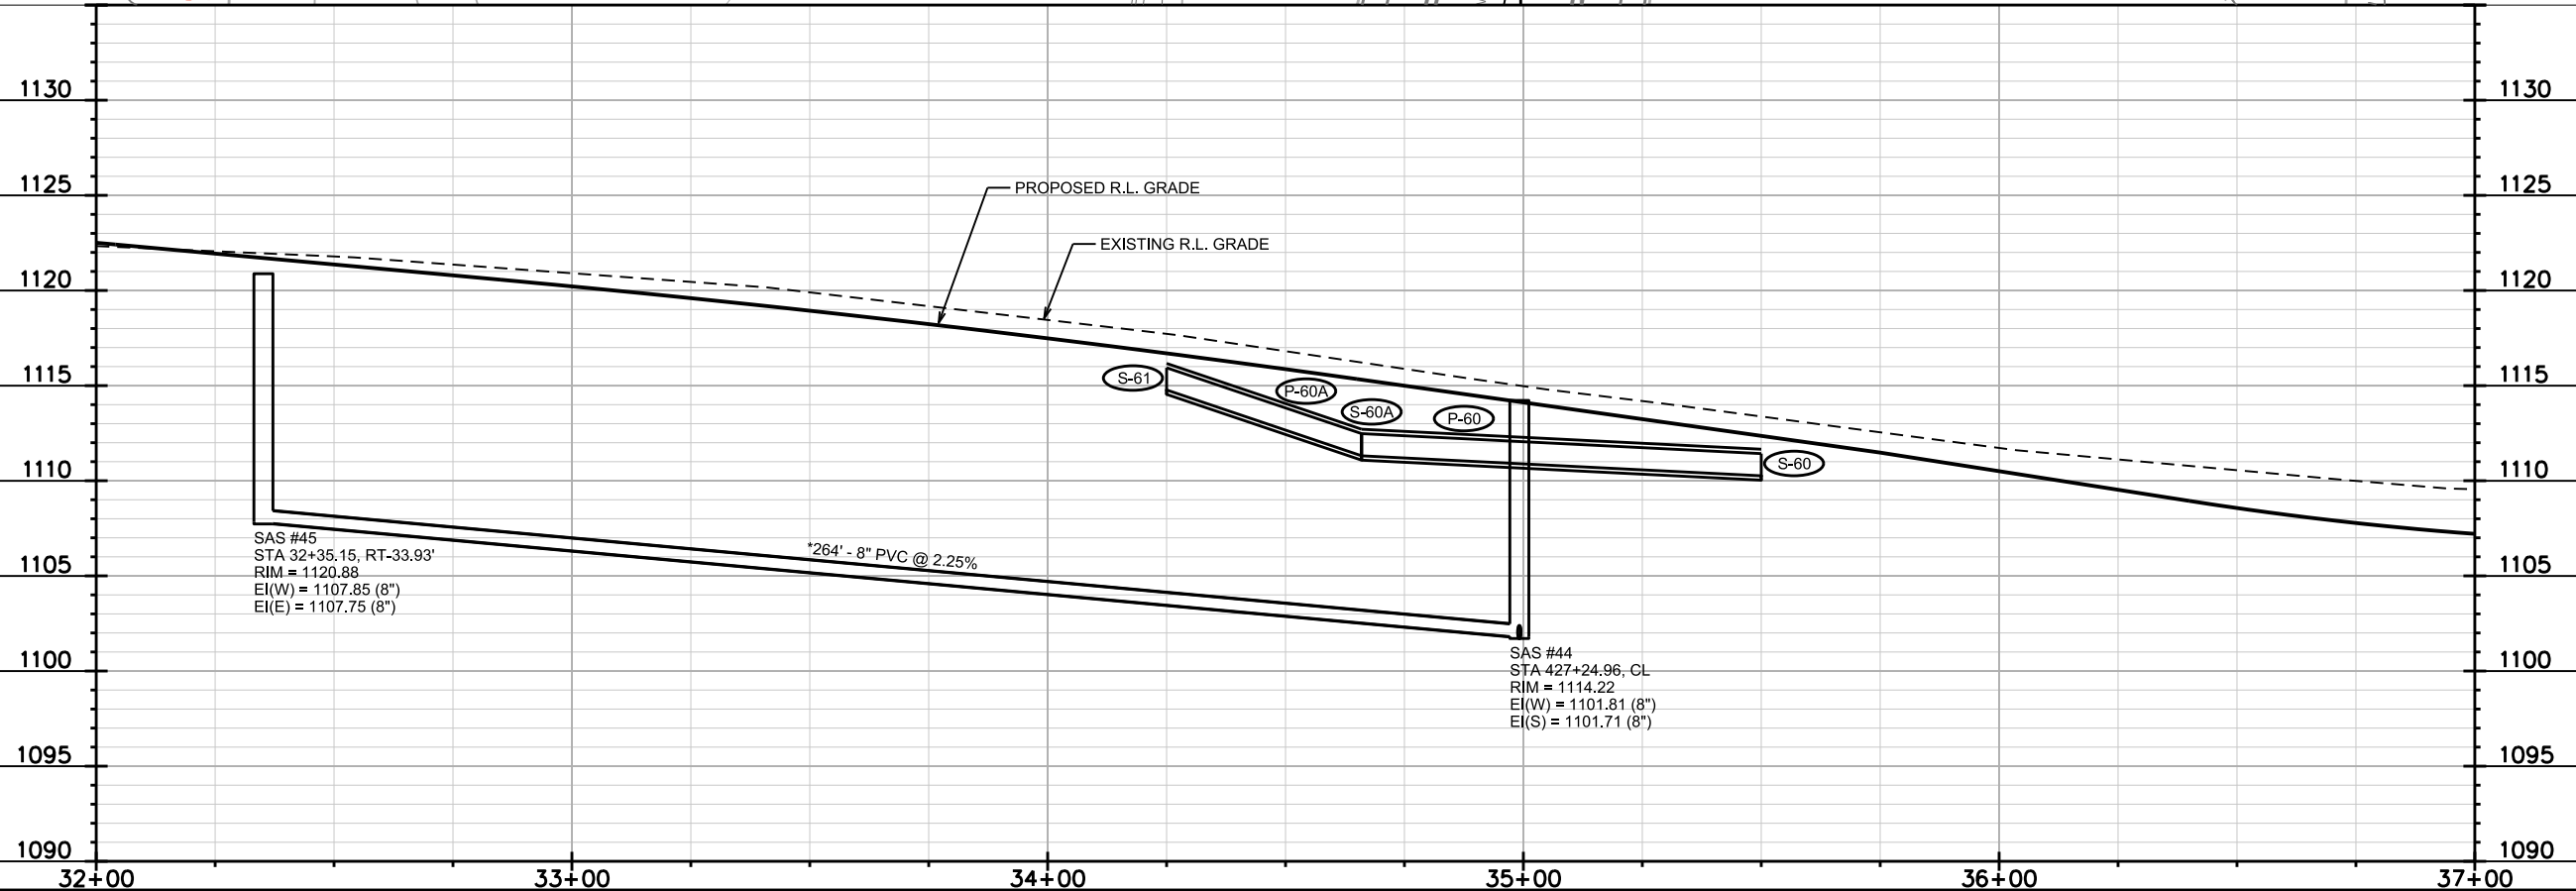 1130
1130
1125
1125
PROPOSED R.L. GRADE
EXISTING R.L. GRADE
1120
1120
1115
1115
S-61
P-60A
S-60A
P-60
S-60
1110
1110
SAS #45
STA 32+35.15, RT-33.93'
RIM = 1120.88
EI(W) = 1107.85 (8")
EI(E) = 1107.75 (8")
*264' - 8" PVC @ 2.25%
1105
1105
SAS #44
STA 427+24.96, CL
RIM = 1114.22
EI(W) = 1101.81 (8")
EI(S) = 1101.71 (8")
1100
1100
1095
1095
1090
1090
32+00 33+00 34+00 35+00 36+00 37+00